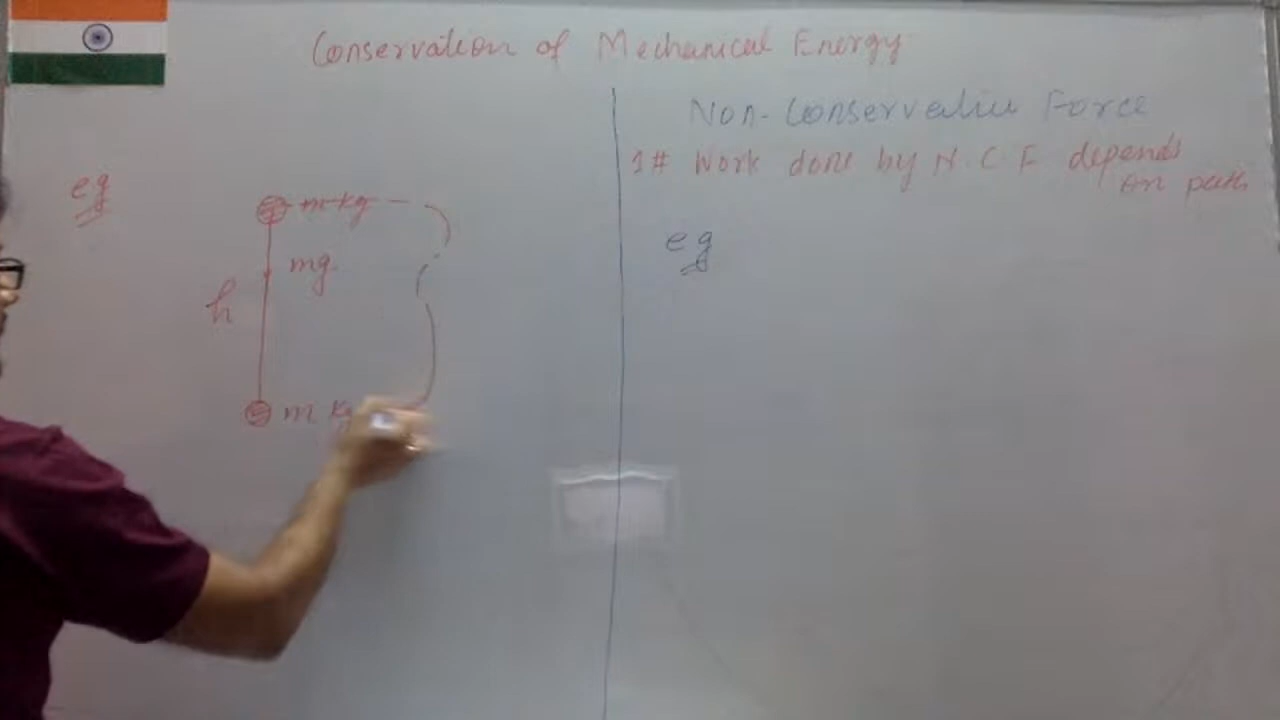 Conservation of Mechanical Energy
eg
m kg
mg
h
m kg
Non-Conservative Force
1# Work done by N.C F depends
on path
eg